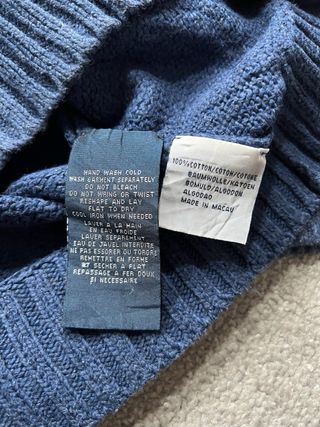 HAND WASH COLD
WASH GARMENT SEPARATELY
DO NOT BLEACH
DO NOT WRING OR TWIST
RESHAPE AND LAY
FLAT TO DRY
COOL IRON WHEN NEEDED
LAVER A LA MAIN
EN EAU FROIDE
LAVER SEPAREMENT
EAU DE JAVEL INTERDITE
NE PAS ESSORER OU TORDRE
REMETTRE EN FORME
ET SECHER A PLAT
REPASSAGE A FER DOUX
SI NECESSAIRE
100%COTTON/COTON/COTONE
BAUMWOLLE/KATOEN
BOMULD/ALGODON
ALGODAO
MADE IN MACAU